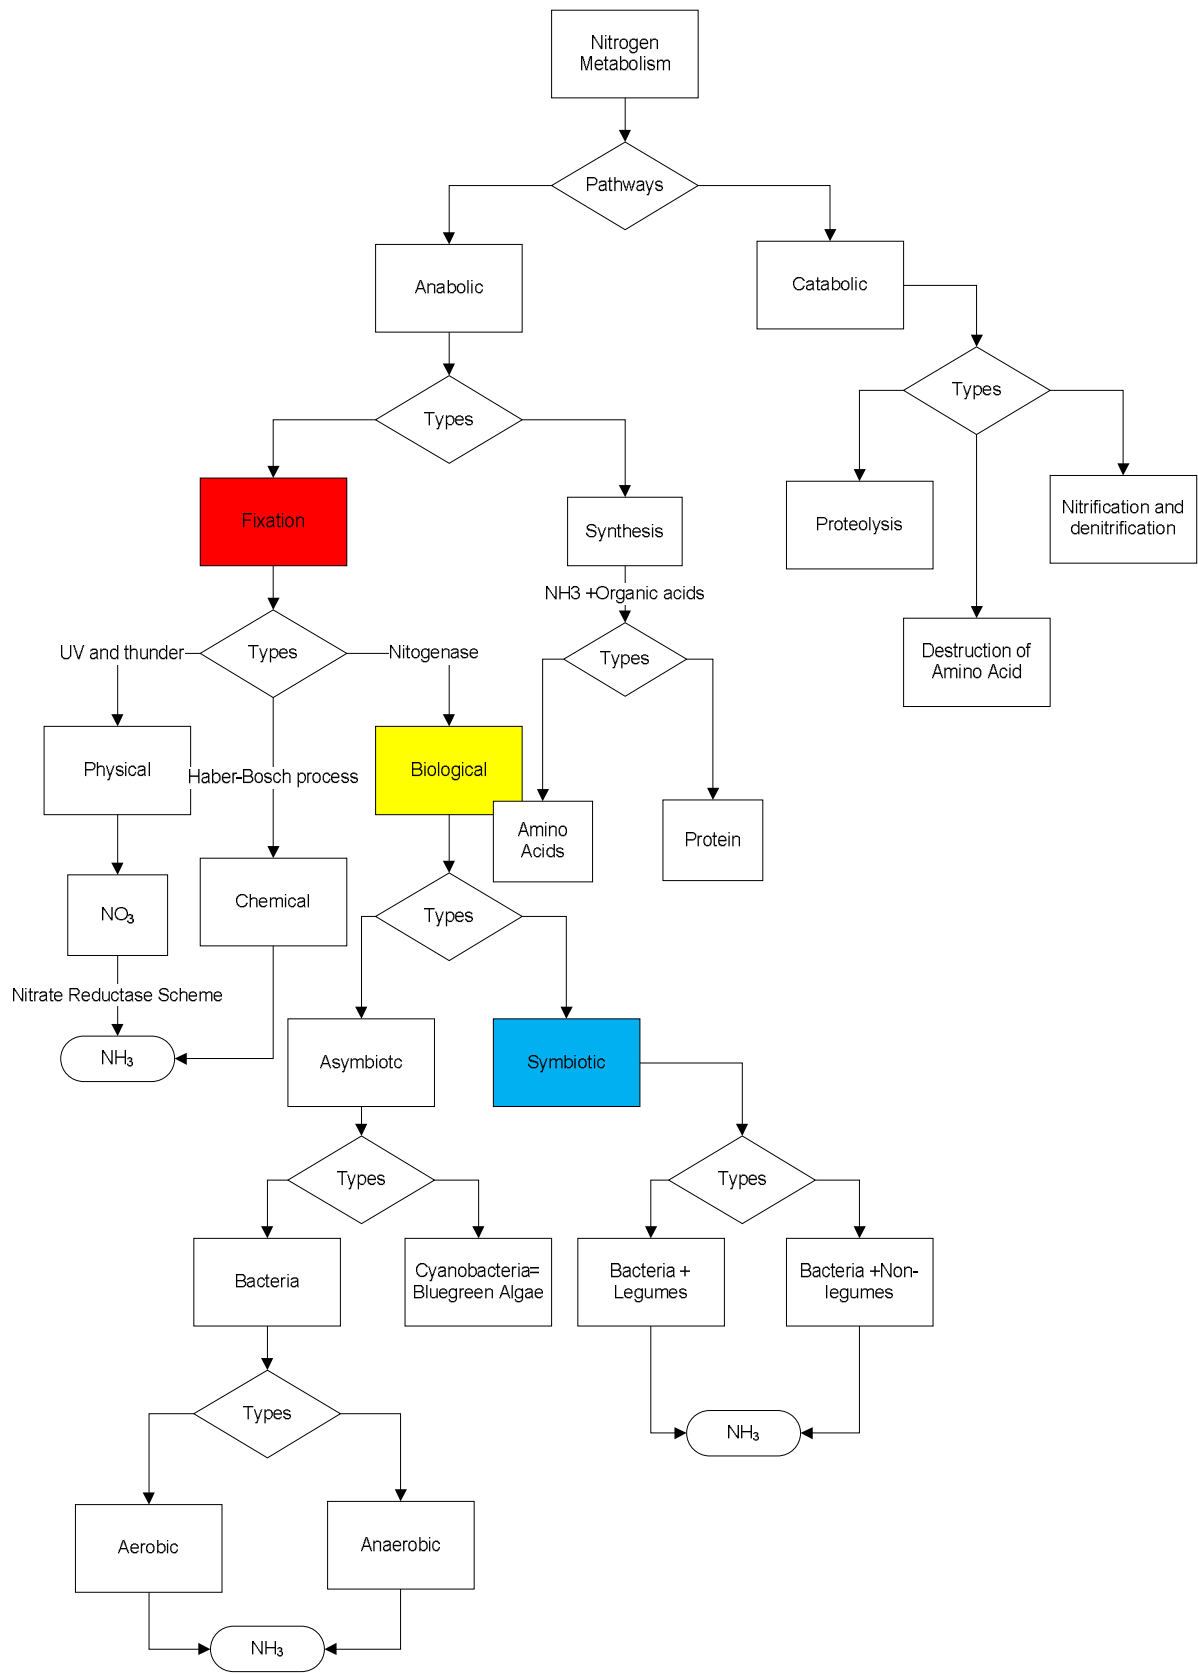 Nitrogen
Metabolism
Pathways
Anabolic
Catabolic
Types
Types
Fixation
Synthesis
Proteolysis
Nitrification and
denitrification
NH3 +Organic acids
UV and thunder
Types
Nitogenase
Types
Destruction of
Amino Acid
Physical
Haber-Bosch process
Biological
Amino
Acids
Protein
NO₃
Chemical
Types
Nitrate Reductase Scheme
NH₃
Asymbiotc
Symbiotic
Types
Types
Bacteria
Cyanobacteria=
Bluegreen Algae
Bacteria +
Legumes
Bacteria +Non-
legumes
Types
NH₃
Aerobic
Anaerobic
NH₃